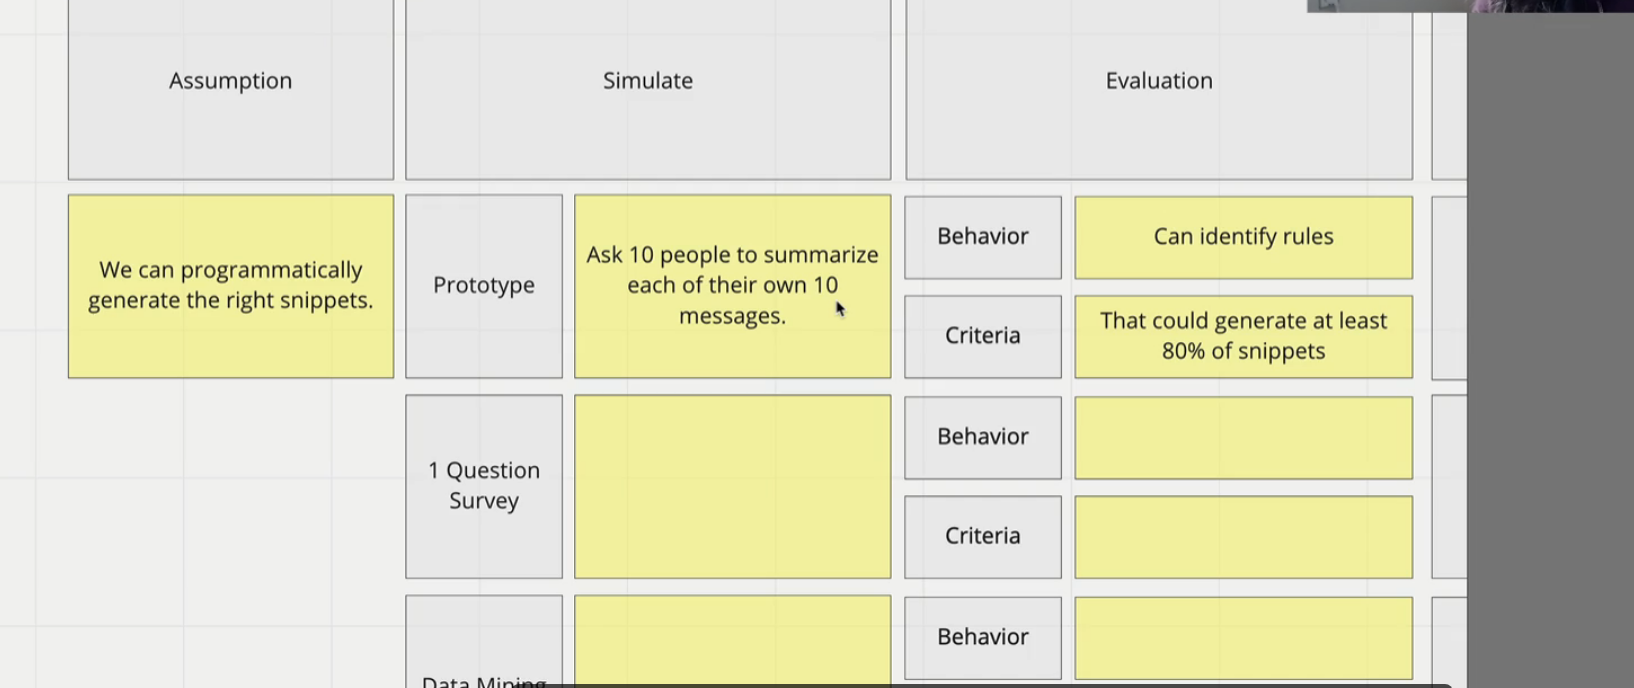 Assumption
Simulate
Evaluation
We can programmatically
generate the right snippets.
Prototype
Ask 10 people to summarize
each of their own 10
messages.
Behavior
Can identify rules
Criteria
That could generate at least
80% of snippets
1 Question
Survey
Behavior
Criteria
Data Mining
Behavior